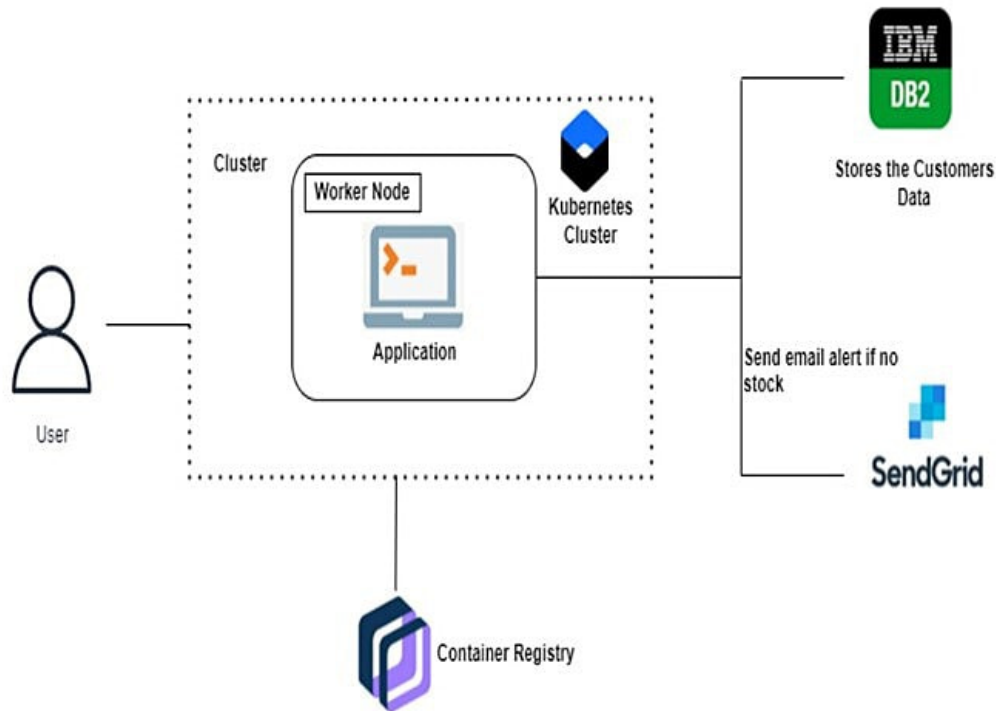 IBM
DB2
Stores the Customers
Data
Cluster
Worker Node
Kubernetes
Cluster
Application
User
Send email alert if no
stock
SendGrid
Container Registry